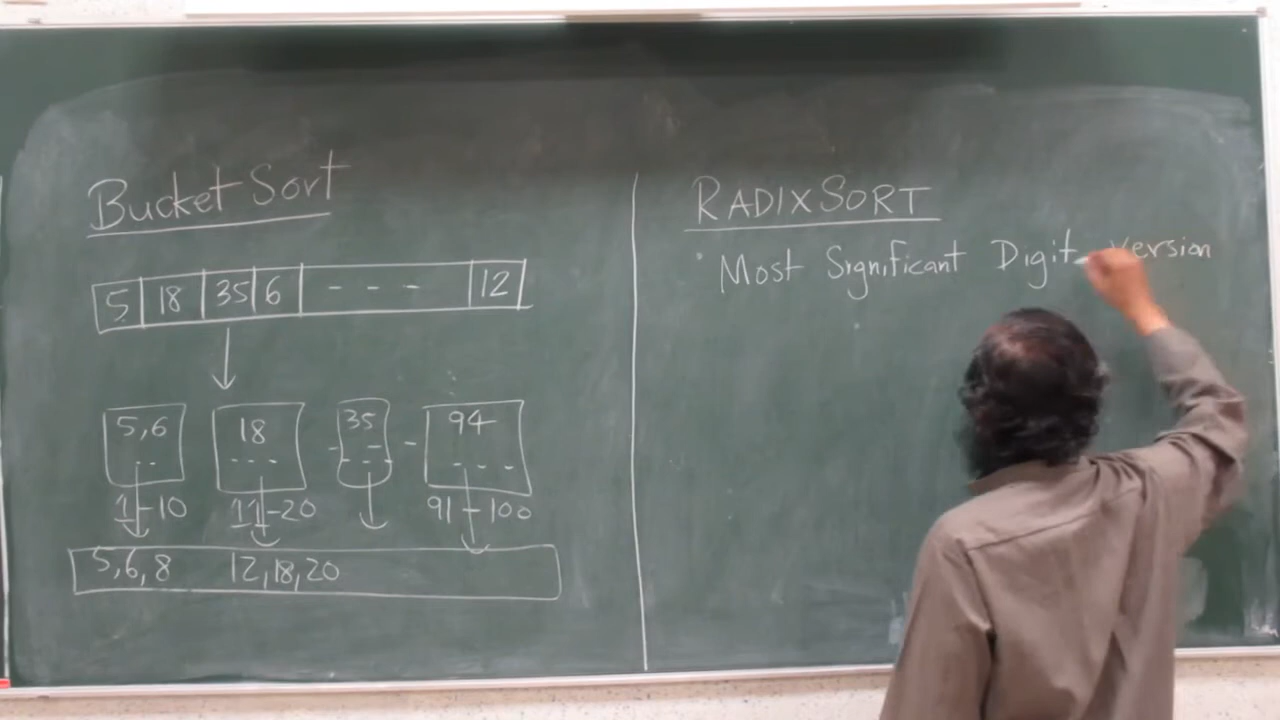 Bucket Sort
5 18 35 6 - - - 12
5,6 18 35 94
1-10 11-20 91-100
5,6,8 12,18,20
RADIXSORT
Most Significant Digit Version